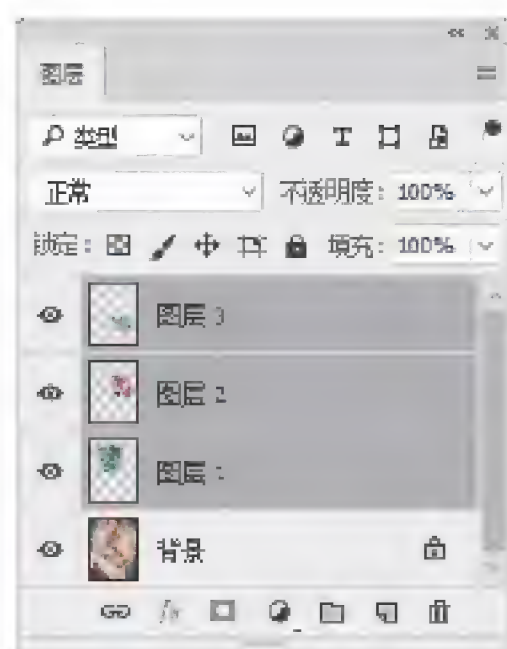 图层
类型
正常 不透明度: 100%
锁定: 填充: 100%
图层 3
图层 2
图层 1
背景
fx